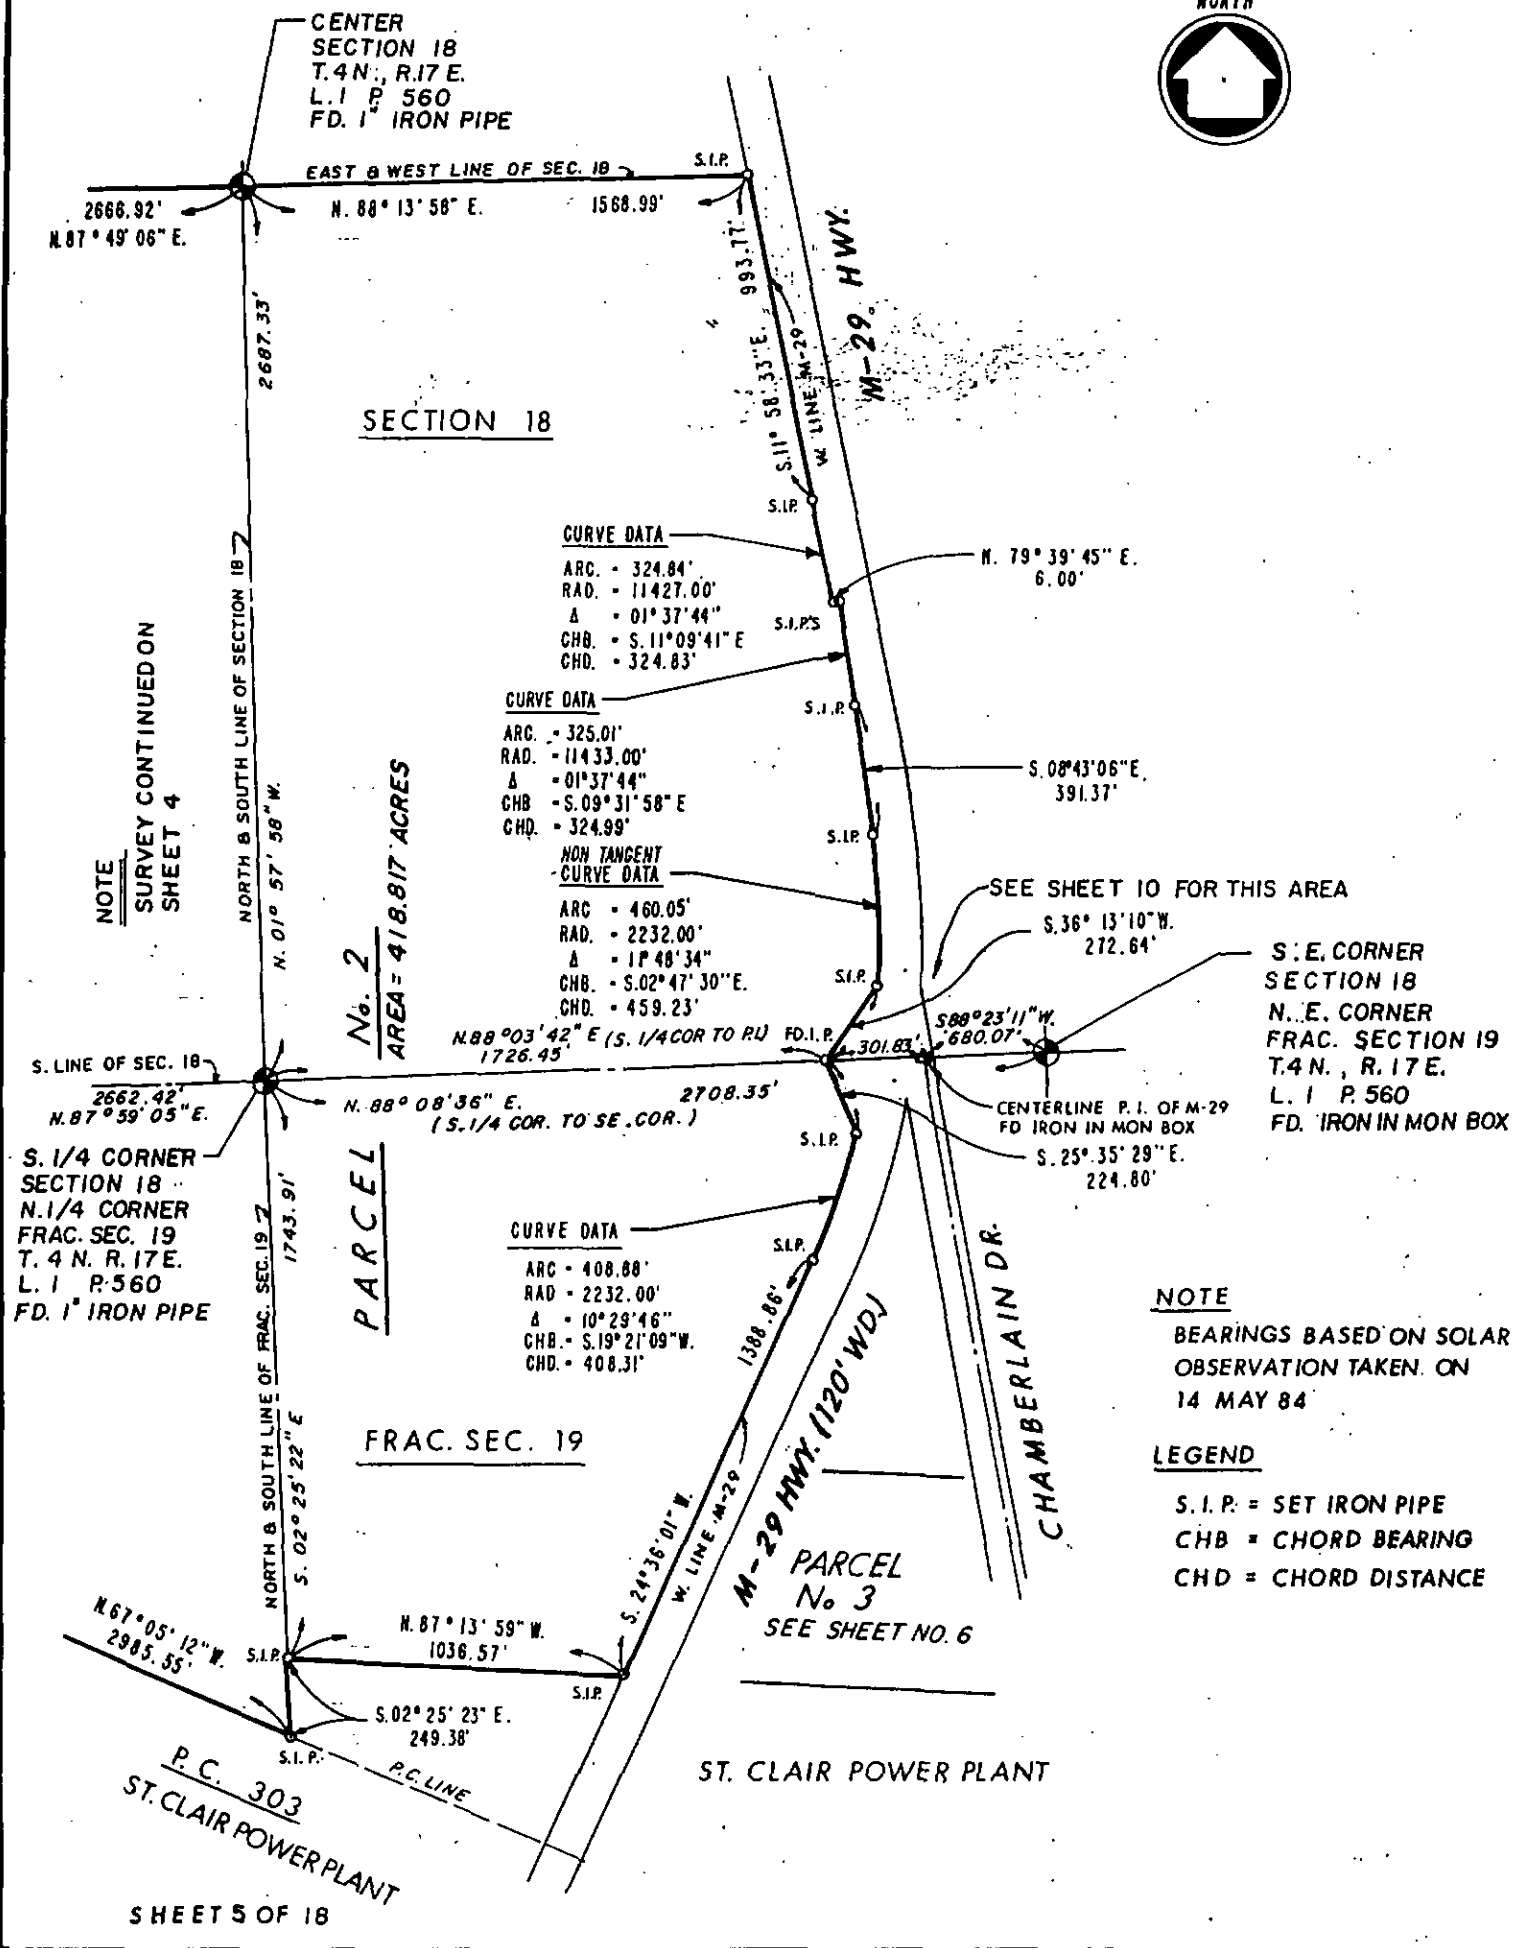 NORTH
CENTER
SECTION 18
T.4 N., R.17 E.
L.1 P. 560
FD. 1" IRON PIPE
EAST & WEST LINE OF SEC. 18
S.I.P.
2666.92'
N.87° 49' 06" E.
N. 88° 13' 58" E.
1568.99'
993.77'
S.11° 58' 33" E.
W. LINE M-29
M-29 HWY.
2687.33'
SECTION 18
S.I.P.
CURVE DATA
ARC. = 324.84'
RAD. = 11427.00'
Δ = 01° 37' 44"
CHB. = S. 11° 09' 41" E
CHD. = 324.83'
N. 79° 39' 45" E.
6.00'
S.I.P.'S
CURVE DATA
ARC. = 325.01'
RAD. = 11433.00'
Δ = 01° 37' 44"
CHB = S.09° 31' 58" E
CHD. = 324.99'
S.I.P.
S.08° 43' 06" E.
391.37'
S.I.P.
NOTE
SURVEY CONTINUED ON
SHEET 4
NORTH & SOUTH LINE OF SECTION 18
N. 01° 57' 58" W.
No. 2
AREA = 418.817 ACRES
NON TANGENT
CURVE DATA
ARC = 460.05'
RAD. = 2232.00'
Δ = 11° 48' 34"
CHB. = S.02° 47' 30" E.
CHD. = 459.23'
SEE SHEET 10 FOR THIS AREA
S.36° 13' 10" W.
272.64'
S.I.P.
S.E. CORNER
SECTION 18
N.E. CORNER
FRAC. SECTION 19
T.4 N., R.17 E.
L. 1 P. 560
FD. IRON IN MON BOX
N.88° 03' 42" E (S. 1/4 COR TO P.I.)
1726.45'
FD.I.P.
301.83'
S88° 23' 11" W.
680.07'
S. LINE OF SEC. 18
2662.42'
N.87° 59' 05" E.
N. 88° 08' 36" E.
2708.35'
(S.1/4 COR. TO SE. COR.)
CENTERLINE P.I. OF M-29
FD IRON IN MON BOX
S. 25° 35' 29" E.
224.80'
S.I.P.
S. 1/4 CORNER
SECTION 18
N.1/4 CORNER
FRAC. SEC. 19
T. 4 N. R. 17 E.
L. 1 P. 560
FD. 1" IRON PIPE
PARCEL
1743.91'
NORTH & SOUTH LINE OF FRAC. SEC. 19
S. 02° 25' 22" E
CURVE DATA
ARC = 408.88'
RAD = 2232.00'
Δ = 10° 29' 46"
CHB. = S.19° 21' 09" W.
CHD. = 408.31'
S.I.P.
1388.86'
S. 24° 36' 01" W.
W. LINE M-29
M-29 HWY. (120' WD.)
CHAMBERLAIN DR.
NOTE
BEARINGS BASED ON SOLAR
OBSERVATION TAKEN ON
14 MAY 84
FRAC. SEC. 19
LEGEND
S.I.P. = SET IRON PIPE
CHB = CHORD BEARING
CHD = CHORD DISTANCE
PARCEL
No 3
SEE SHEET NO. 6
N.67° 05' 12" W.
2985.55'
S.I.P.
N. 87° 13' 59" W.
1036.57'
S.I.P.
S.02° 25' 23" E.
249.38'
S.I.P.
P.C. LINE
P.C. 303
ST. CLAIR POWER PLANT
ST. CLAIR POWER PLANT
SHEET 5 OF 18